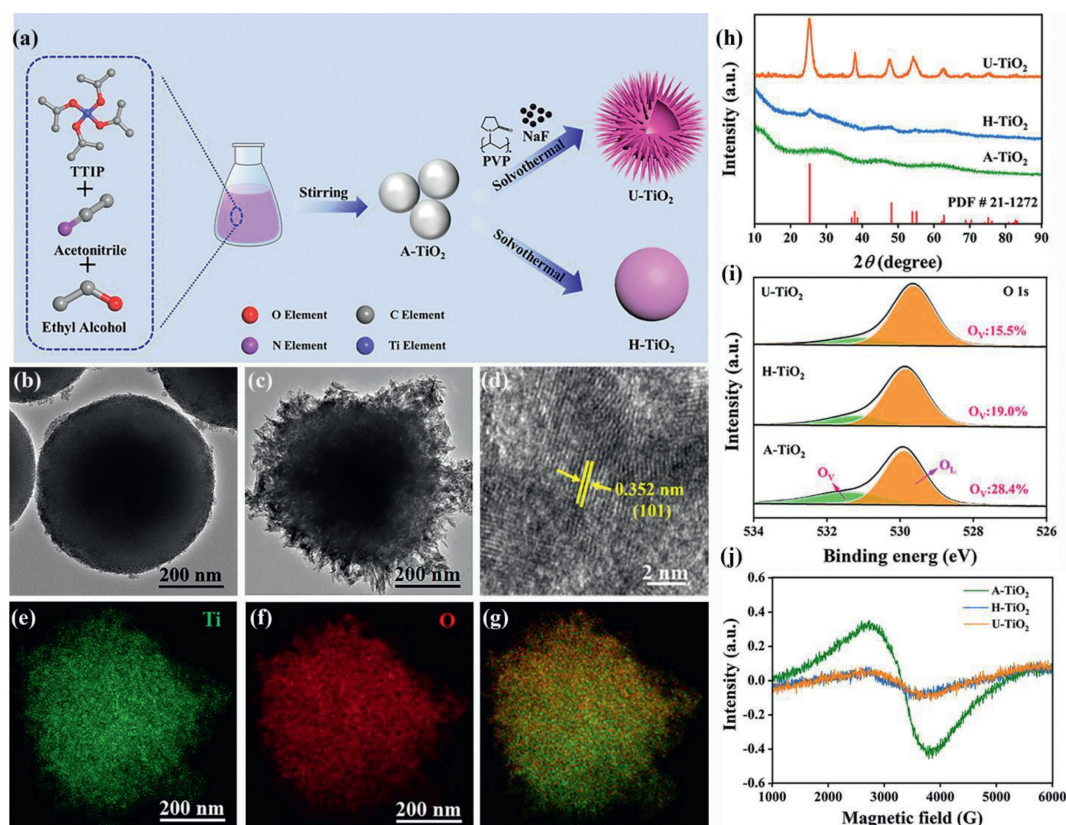 (a)
TTIP
+
Acetonitrile
+
Ethyl Alcohol
Stirring
A-TiO₂
PVP
NaF
Solvothermal
U-TiO₂
Solvothermal
H-TiO₂
O Element
C Element
N Element
Ti Element
(b)
200 nm
(c)
200 nm
(d)
0.352 nm
(101)
2 nm
(e)
Ti
200 nm
(f)
O
200 nm
(g)
200 nm
(h)
Intensity (a.u.)
U-TiO₂
H-TiO₂
A-TiO₂
PDF # 21-1272
10 20 30 40 50 60 70 80 90
2θ (degree)
(i)
Intensity (a.u.)
U-TiO₂
O 1s
Oᵥ:15.5%
H-TiO₂
Oᵥ:19.0%
A-TiO₂
Oᵥ
O_L
Oᵥ:28.4%
534 532 530 528 526
Binding energ (eV)
(j)
Intensity (a.u.)
0.6
0.4
0.2
0.0
-0.2
-0.4
-0.6
A-TiO₂
H-TiO₂
U-TiO₂
1000 2000 3000 4000 5000 6000
Magnetic field (G)